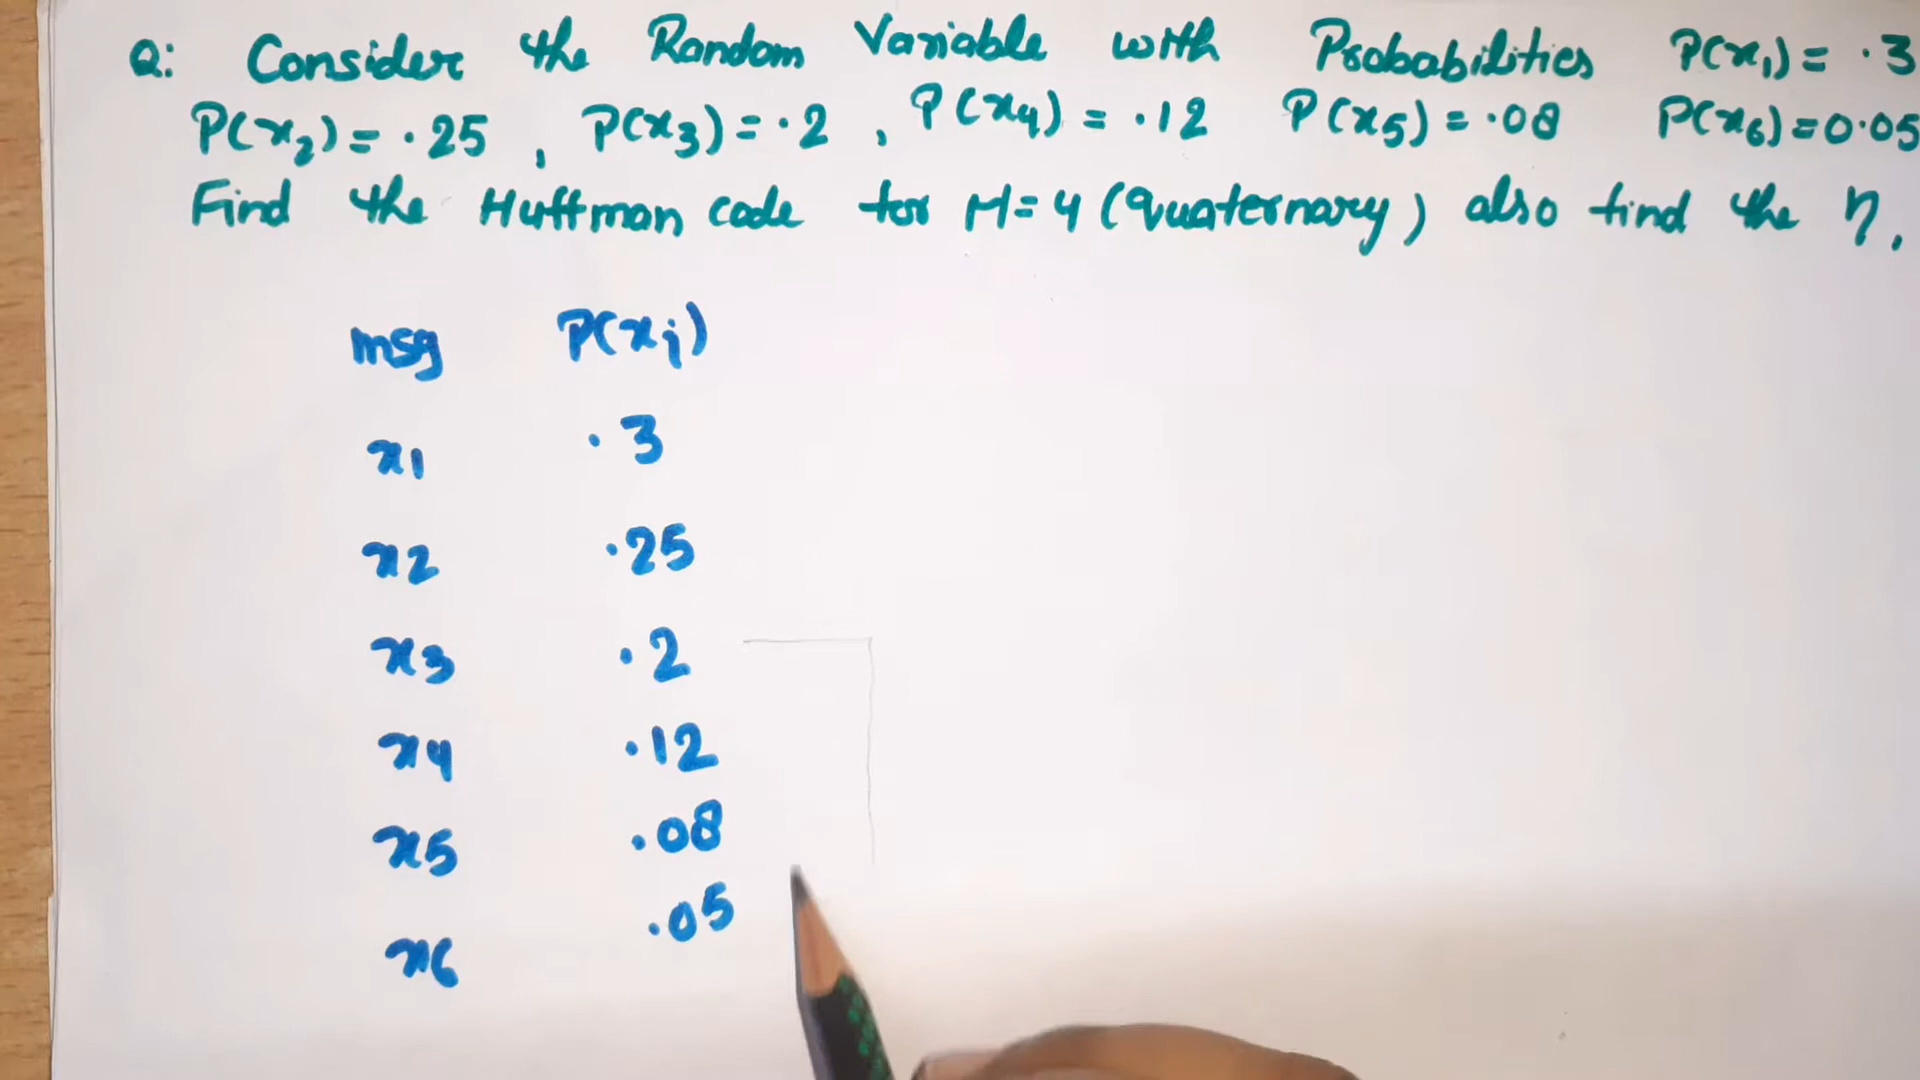 Q: Consider the Random Variable with Probabilities P(x₁) = .3
P(x₂) = .25 , P(x₃) = .2 , P(x₄) = .12 P(x₅) = .08 P(x₆) = 0.05
Find the Huffman code for M=4 (Quaternary) also find the η.
msg P(xj)
x1 .3
x2 .25
x3 .2
x4 .12
x5 .08
x6 .05